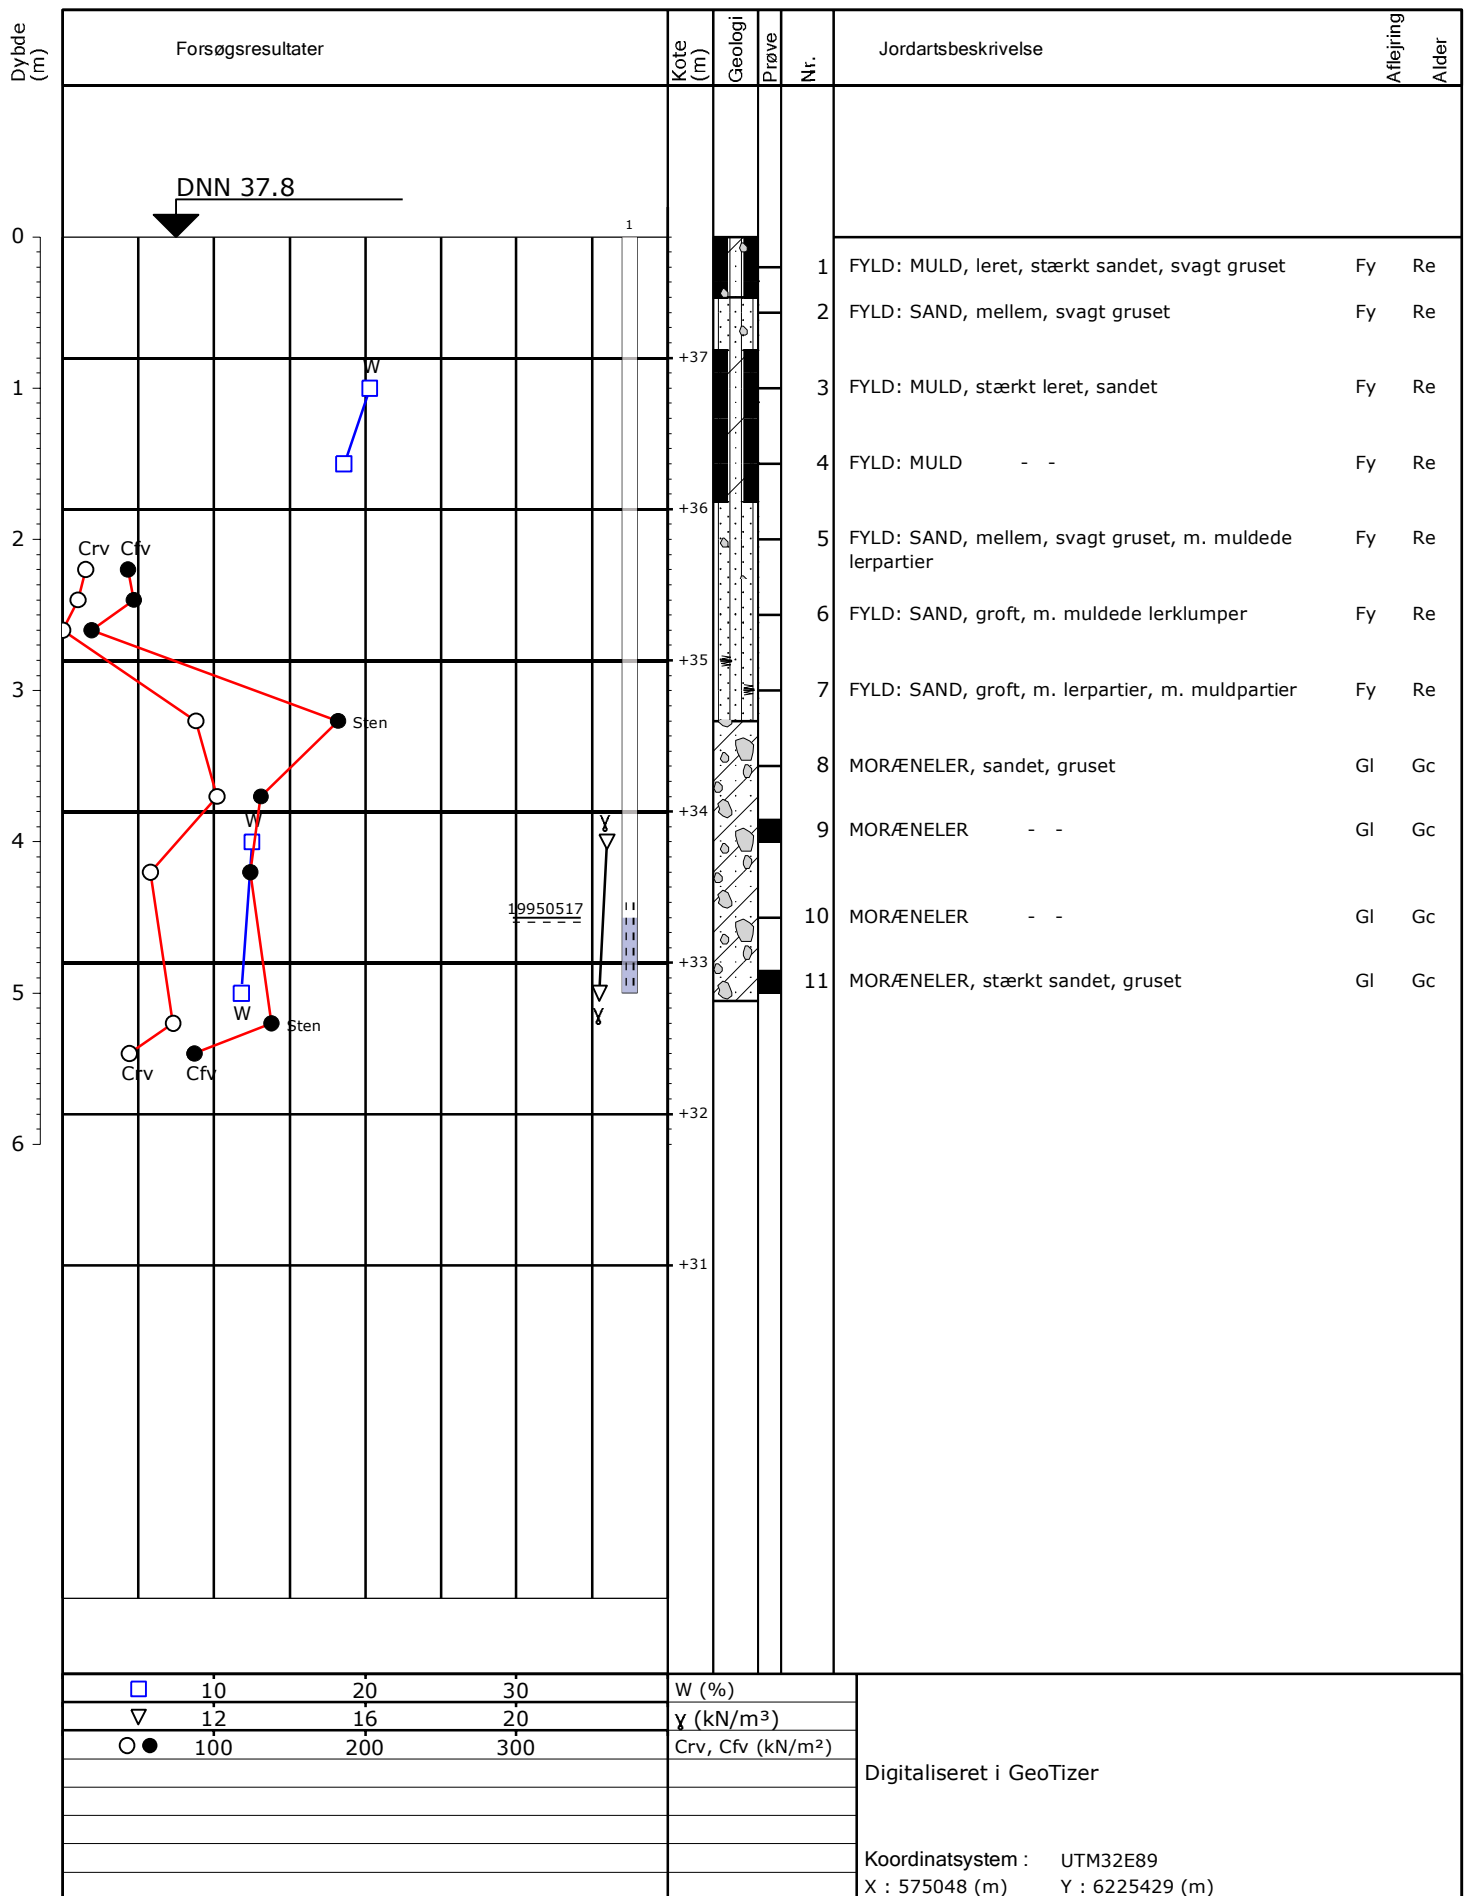 Dybde (m)
Forsøgsresultater
Kote (m)
Geologi
Prøve
Nr.
Jordartsbeskrivelse
Aflejring
Alder
DNN 37.8
0
1
1 FYLD: MULD, leret, stærkt sandet, svagt gruset Fy Re
2 FYLD: SAND, mellem, svagt gruset Fy Re
+37
W
1
3 FYLD: MULD, stærkt leret, sandet Fy Re
4 FYLD: MULD - - Fy Re
+36
2
Crv Cfv
5 FYLD: SAND, mellem, svagt gruset, m. muldede Fy Re
lerpartier
6 FYLD: SAND, groft, m. muldede lerklumper Fy Re
+35
3
7 FYLD: SAND, groft, m. lerpartier, m. muldpartier Fy Re
Sten
8 MORÆNELER, sandet, gruset Gl Gc
+34
W
γ
4
9 MORÆNELER - - Gl Gc
19950517
10 MORÆNELER - - Gl Gc
+33
5
11 MORÆNELER, stærkt sandet, gruset Gl Gc
W
γ
Sten
Crv Cfv
+32
6
+31
10 20 30 W (%)
12 16 20 γ (kN/m³)
100 200 300 Crv, Cfv (kN/m²)
Digitaliseret i GeoTizer
Koordinatsystem : UTM32E89
X : 575048 (m) Y : 6225429 (m)